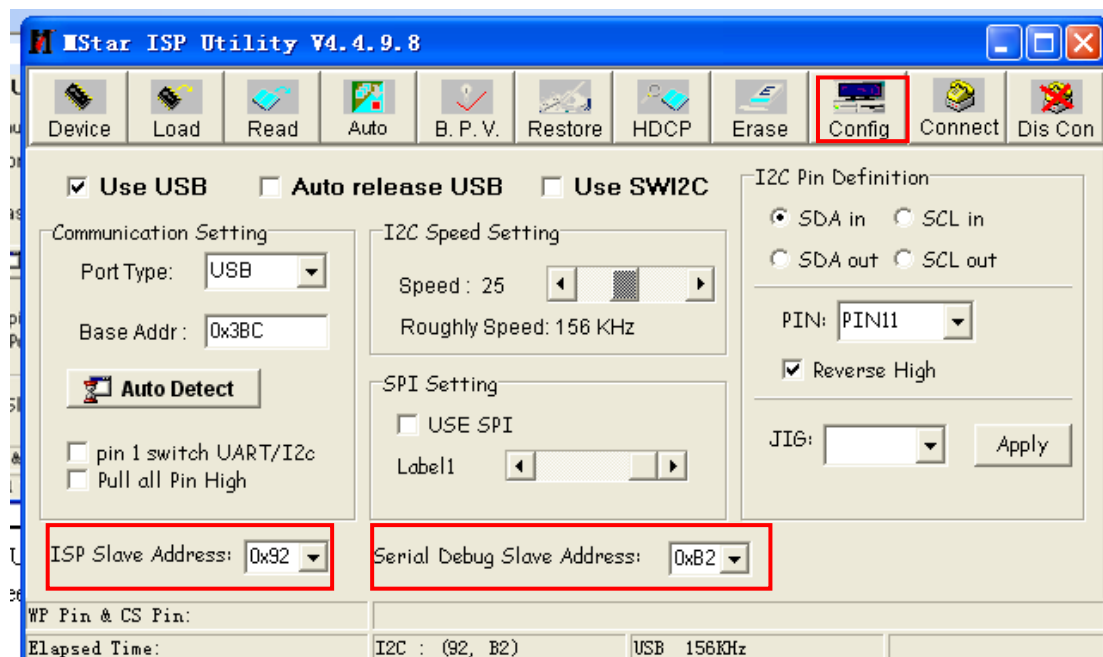 MStar ISP Utility V4.4.9.8
Device Load Read Auto B.P.V. Restore HDCP Erase Config Connect Dis Con
Use USB Auto release USB Use SWI2C
Communication Setting
Port Type: USB
Base Addr : 0x3BC
Auto Detect
pin 1 switch UART/I2c
Pull all Pin High
I2C Speed Setting
Speed : 25
Roughly Speed: 156 KHz
SPI Setting
USE SPI
Label1
I2C Pin Definition
SDA in SCL in
SDA out SCL out
PIN: PIN11
Reverse High
JIG: Apply
ISP Slave Address: 0x92
Serial Debug Slave Address: 0xB2
WP Pin & CS Pin:
Elapsed Time: I2C : (92, B2) USB 156KHz